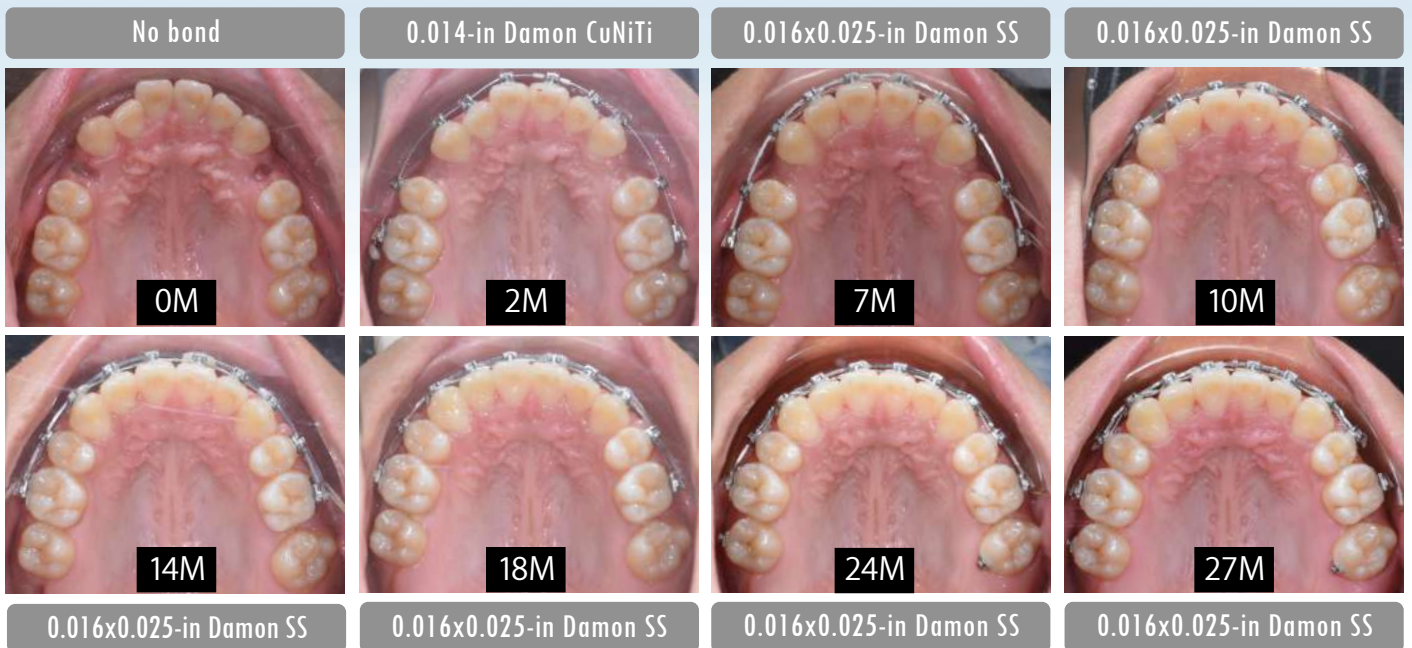 No bond
0.014-in Damon CuNiTi
0.016x0.025-in Damon SS
0.016x0.025-in Damon SS
0M
2M
7M
10M
14M
18M
24M
27M
0.016x0.025-in Damon SS
0.016x0.025-in Damon SS
0.016x0.025-in Damon SS
0.016x0.025-in Damon SS